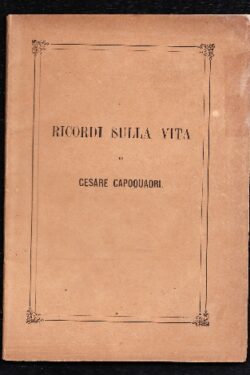 RICORDI SULLA VITA
DI
CESARE CAPOQUADRI.